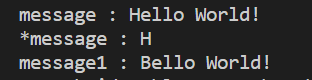 message : Hello World!
*message : H
message1 : Bello World!